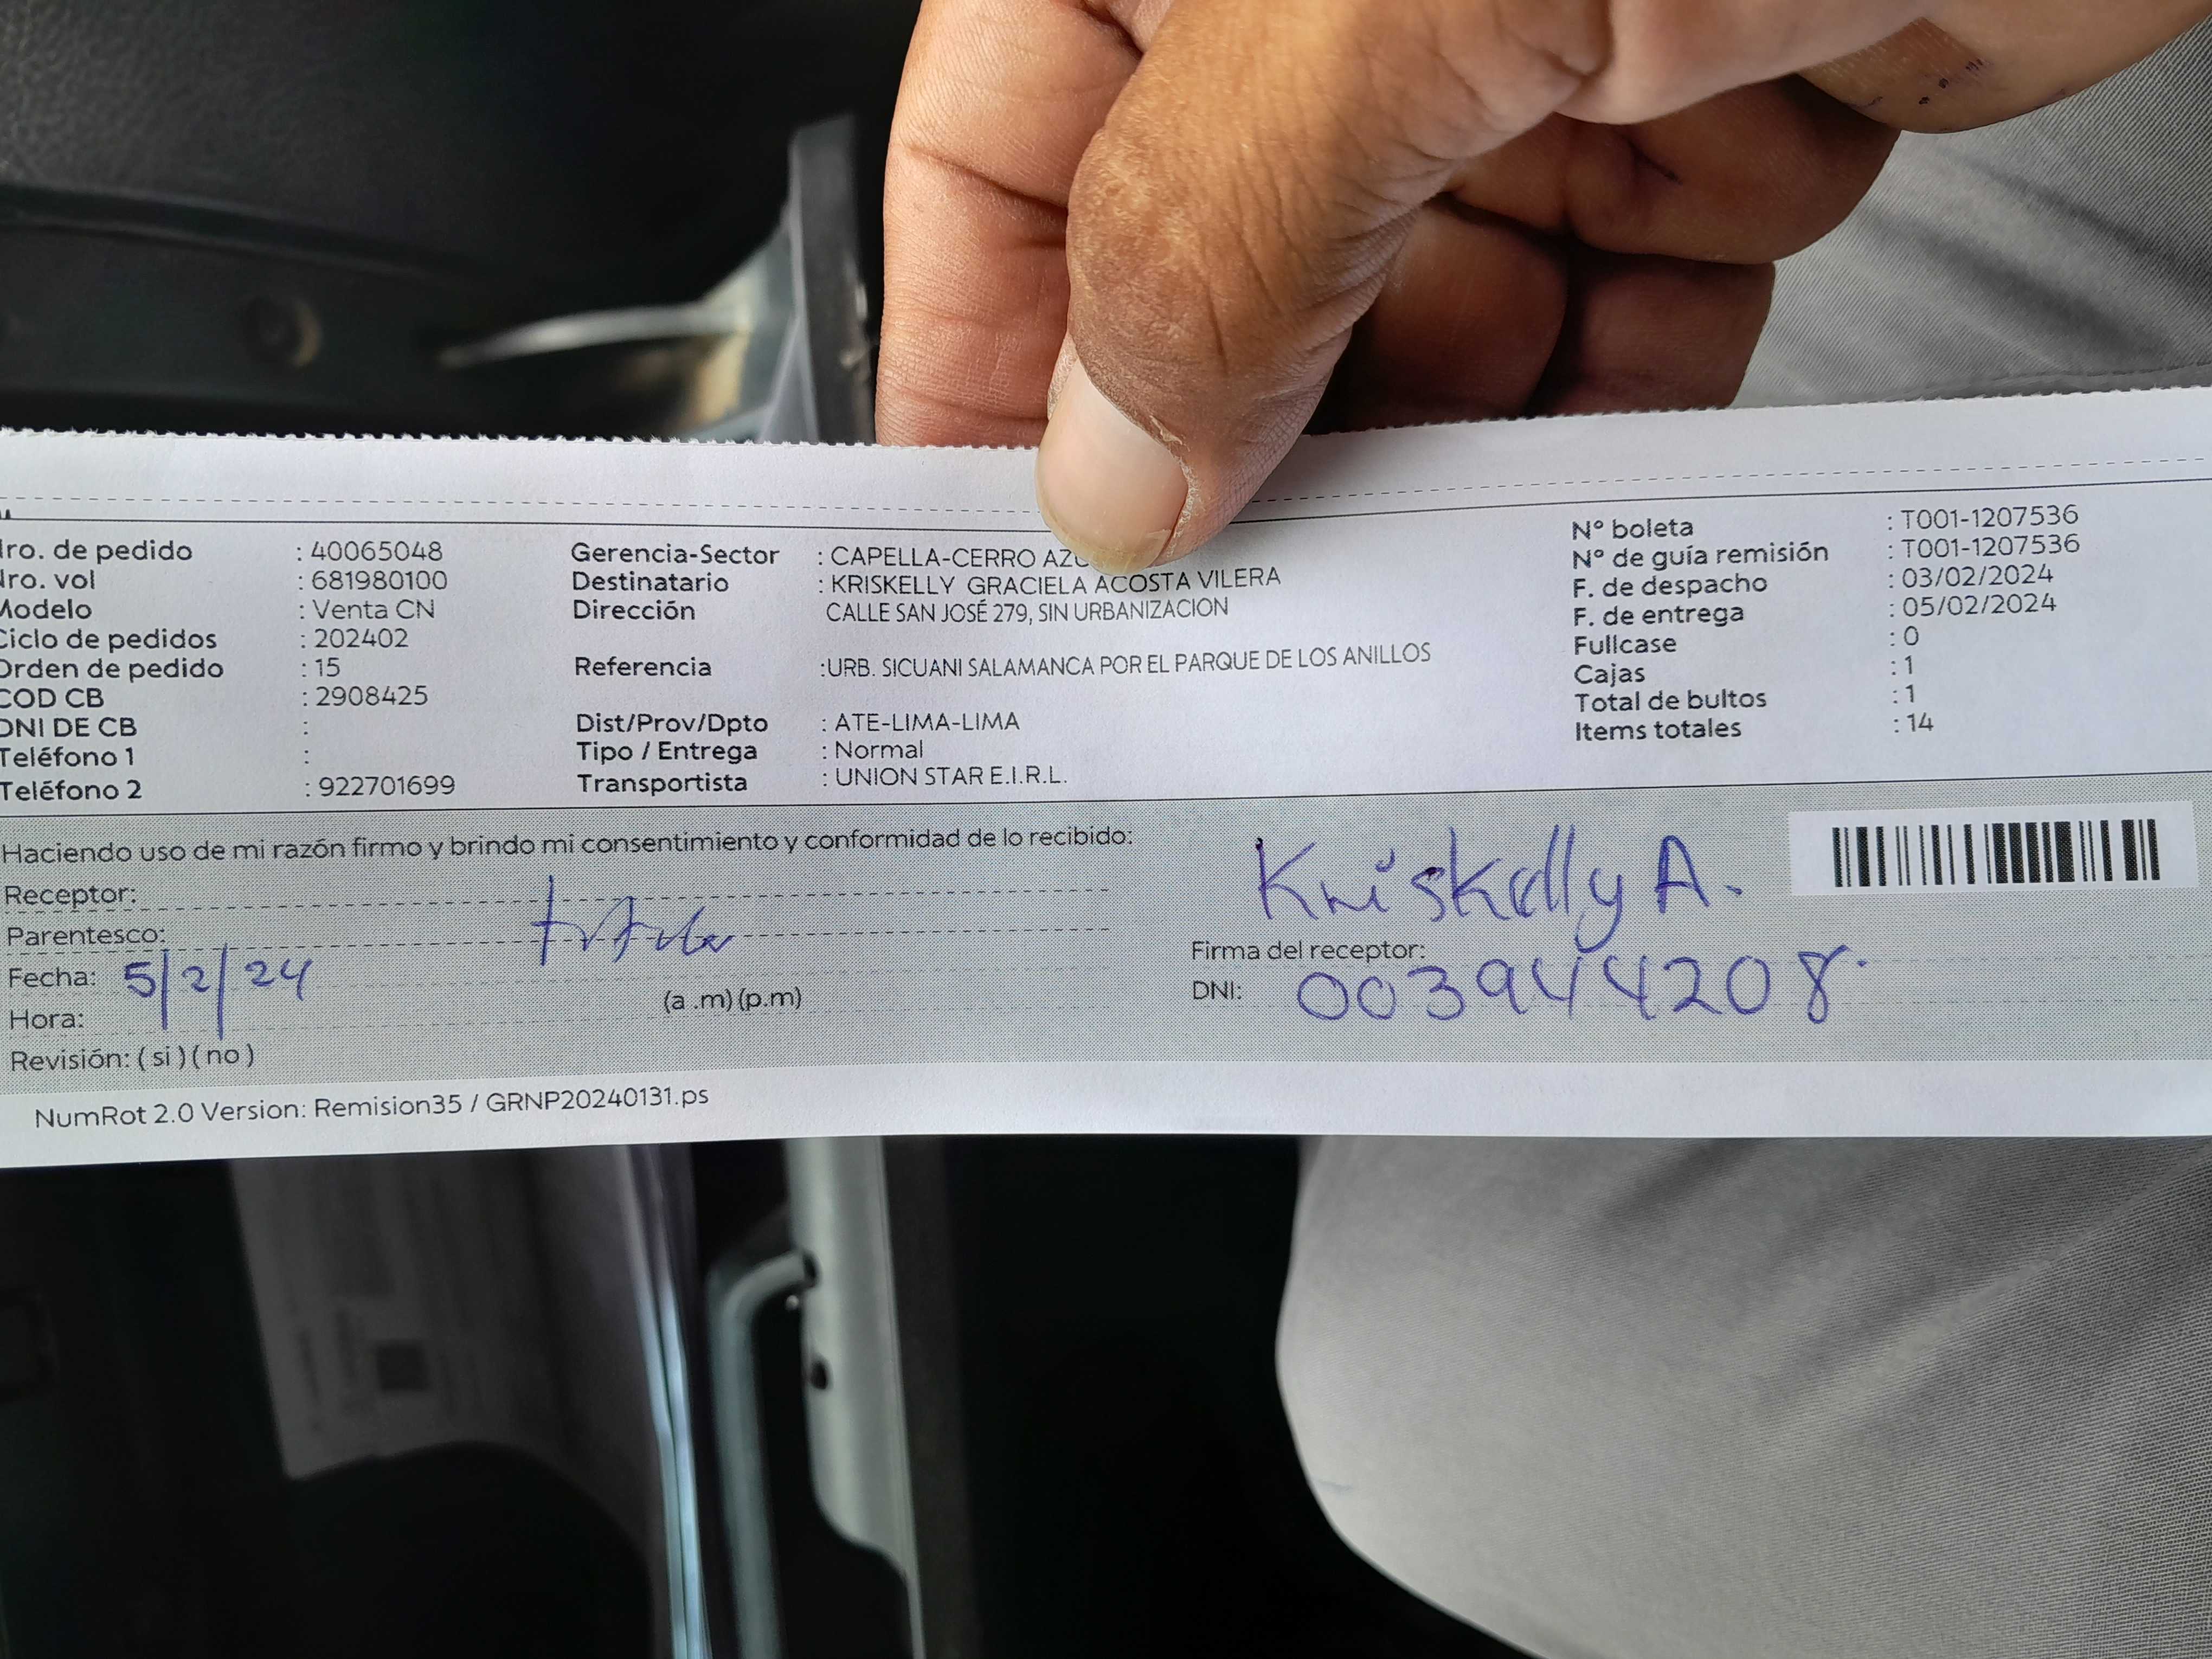 ro. de pedido : 40065048
ro. vol : 681980100
Modelo : Venta CN
Ciclo de pedidos : 202402
Orden de pedido : 15
COD CB : 2908425
DNI DE CB :
Teléfono 1 :
Teléfono 2 : 922701699
Gerencia-Sector : CAPELLA-CERRO
Destinatario : KRISKELLY GRACIELA ACOSTA VILERA
Dirección CALLE SAN JOSÉ 279, SIN URBANIZACION
Referencia :URB. SICUANI SALAMANCA POR EL PARQUE DE LOS ANILLOS
Dist/Prov/Dpto : ATE-LIMA-LIMA
Tipo / Entrega : Normal
Transportista : UNION STAR E.I.R.L.
N° boleta : T001-1207536
N° de guía remisión : T001-1207536
F. de despacho : 03/02/2024
F. de entrega : 05/02/2024
Fullcase : 0
Cajas : 1
Total de bultos : 1
Items totales : 14
Haciendo uso de mi razón firmo y brindo mi consentimiento y conformidad de lo recibido:
Receptor:
Parentesco:
Fecha: 5/2/24
Hora: (a .m) (p.m)
Revisión: ( si ) ( no )
Kriskelly A.
Firma del receptor:
DNI: 003944208.
NumRot 2.0 Version: Remision35 / GRNP20240131.ps